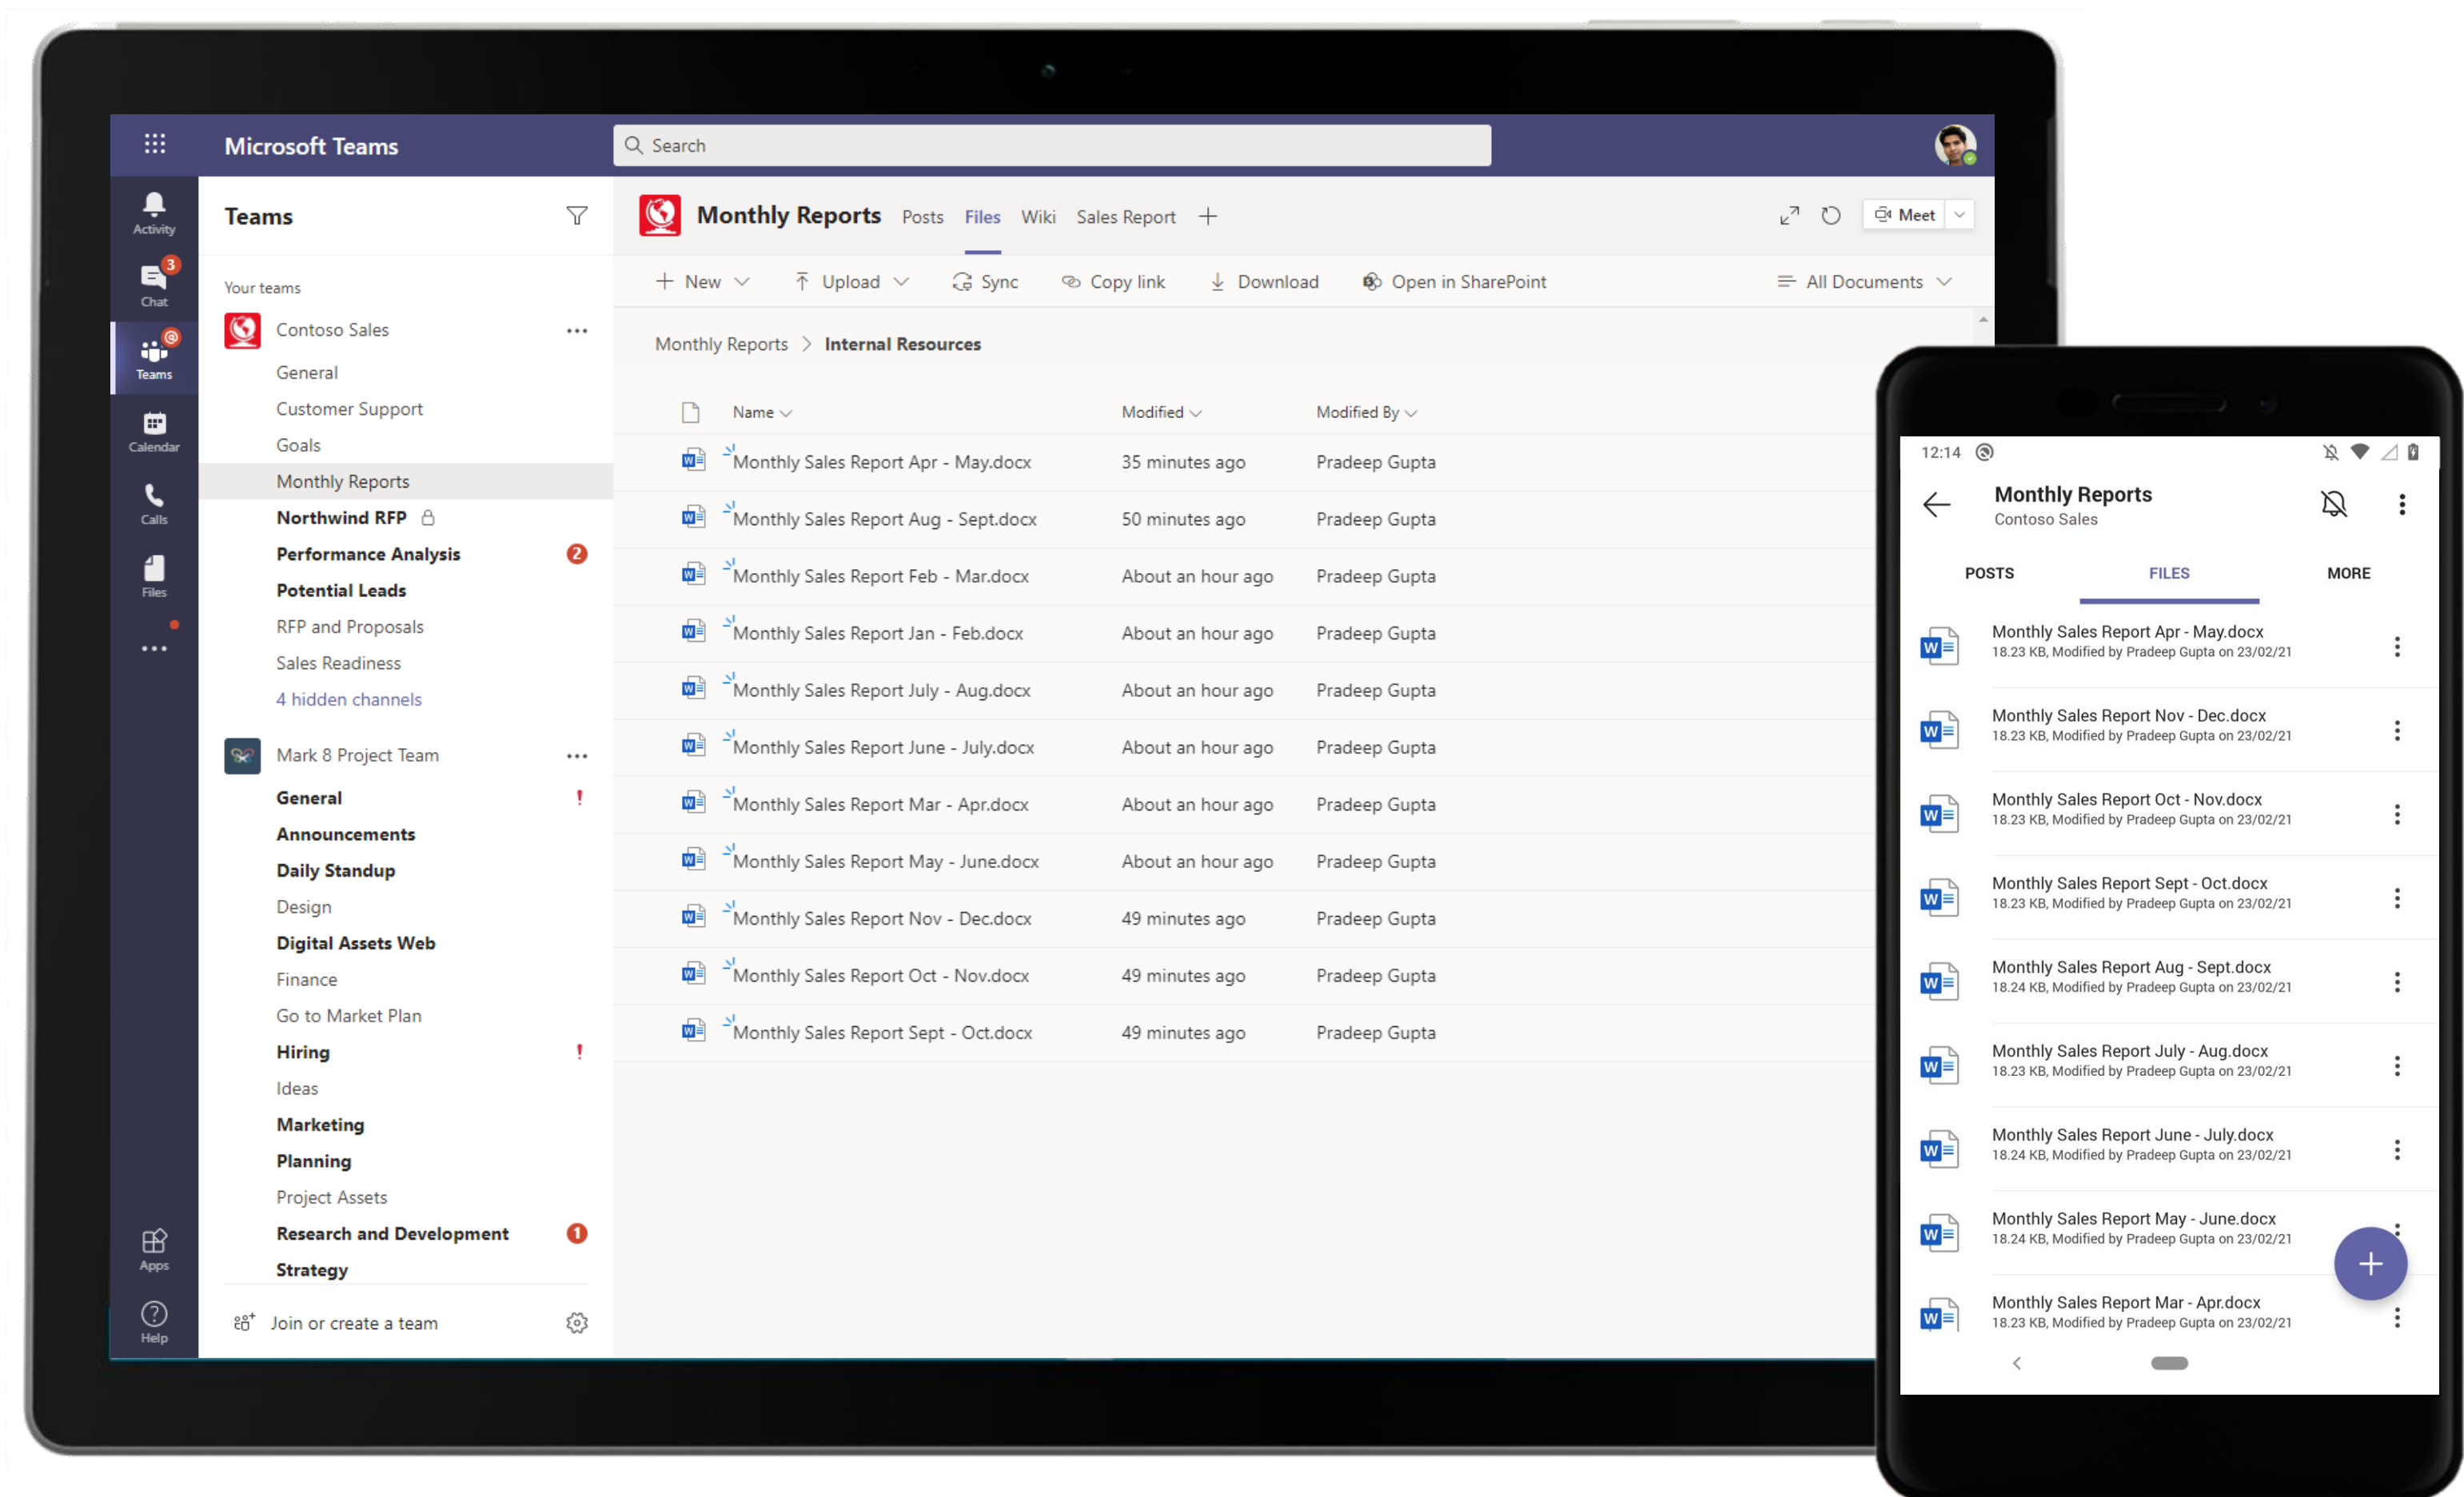 Microsoft Teams
Search
Activity
3
Chat
@
Teams
Calendar
Calls
Files
Apps
Help
Teams
Your teams
Contoso Sales
General
Customer Support
Goals
Monthly Reports
Northwind RFP
Performance Analysis 2
Potential Leads
RFP and Proposals
Sales Readiness
4 hidden channels
Mark 8 Project Team
General !
Announcements
Daily Standup
Design
Digital Assets Web
Finance
Go to Market Plan
Hiring !
Ideas
Marketing
Planning
Project Assets
Research and Development 1
Strategy
Join or create a team
Monthly Reports Posts Files Wiki Sales Report + Meet
+ New Upload Sync Copy link Download Open in SharePoint All Documents
Monthly Reports > Internal Resources
Name Modified Modified By
Monthly Sales Report Apr - May.docx 35 minutes ago Pradeep Gupta
Monthly Sales Report Aug - Sept.docx 50 minutes ago Pradeep Gupta
Monthly Sales Report Feb - Mar.docx About an hour ago Pradeep Gupta
Monthly Sales Report Jan - Feb.docx About an hour ago Pradeep Gupta
Monthly Sales Report July - Aug.docx About an hour ago Pradeep Gupta
Monthly Sales Report June - July.docx About an hour ago Pradeep Gupta
Monthly Sales Report Mar - Apr.docx About an hour ago Pradeep Gupta
Monthly Sales Report May - June.docx About an hour ago Pradeep Gupta
Monthly Sales Report Nov - Dec.docx 49 minutes ago Pradeep Gupta
Monthly Sales Report Oct - Nov.docx 49 minutes ago Pradeep Gupta
Monthly Sales Report Sept - Oct.docx 49 minutes ago Pradeep Gupta
12:14
Monthly Reports
Contoso Sales
POSTS FILES MORE
Monthly Sales Report Apr - May.docx
18.23 KB, Modified by Pradeep Gupta on 23/02/21
Monthly Sales Report Nov - Dec.docx
18.23 KB, Modified by Pradeep Gupta on 23/02/21
Monthly Sales Report Oct - Nov.docx
18.23 KB, Modified by Pradeep Gupta on 23/02/21
Monthly Sales Report Sept - Oct.docx
18.23 KB, Modified by Pradeep Gupta on 23/02/21
Monthly Sales Report Aug - Sept.docx
18.24 KB, Modified by Pradeep Gupta on 23/02/21
Monthly Sales Report July - Aug.docx
18.23 KB, Modified by Pradeep Gupta on 23/02/21
Monthly Sales Report June - July.docx
18.24 KB, Modified by Pradeep Gupta on 23/02/21
Monthly Sales Report May - June.docx
18.24 KB, Modified by Pradeep Gupta on 23/02/21
Monthly Sales Report Mar - Apr.docx
18.23 KB, Modified by Pradeep Gupta on 23/02/21